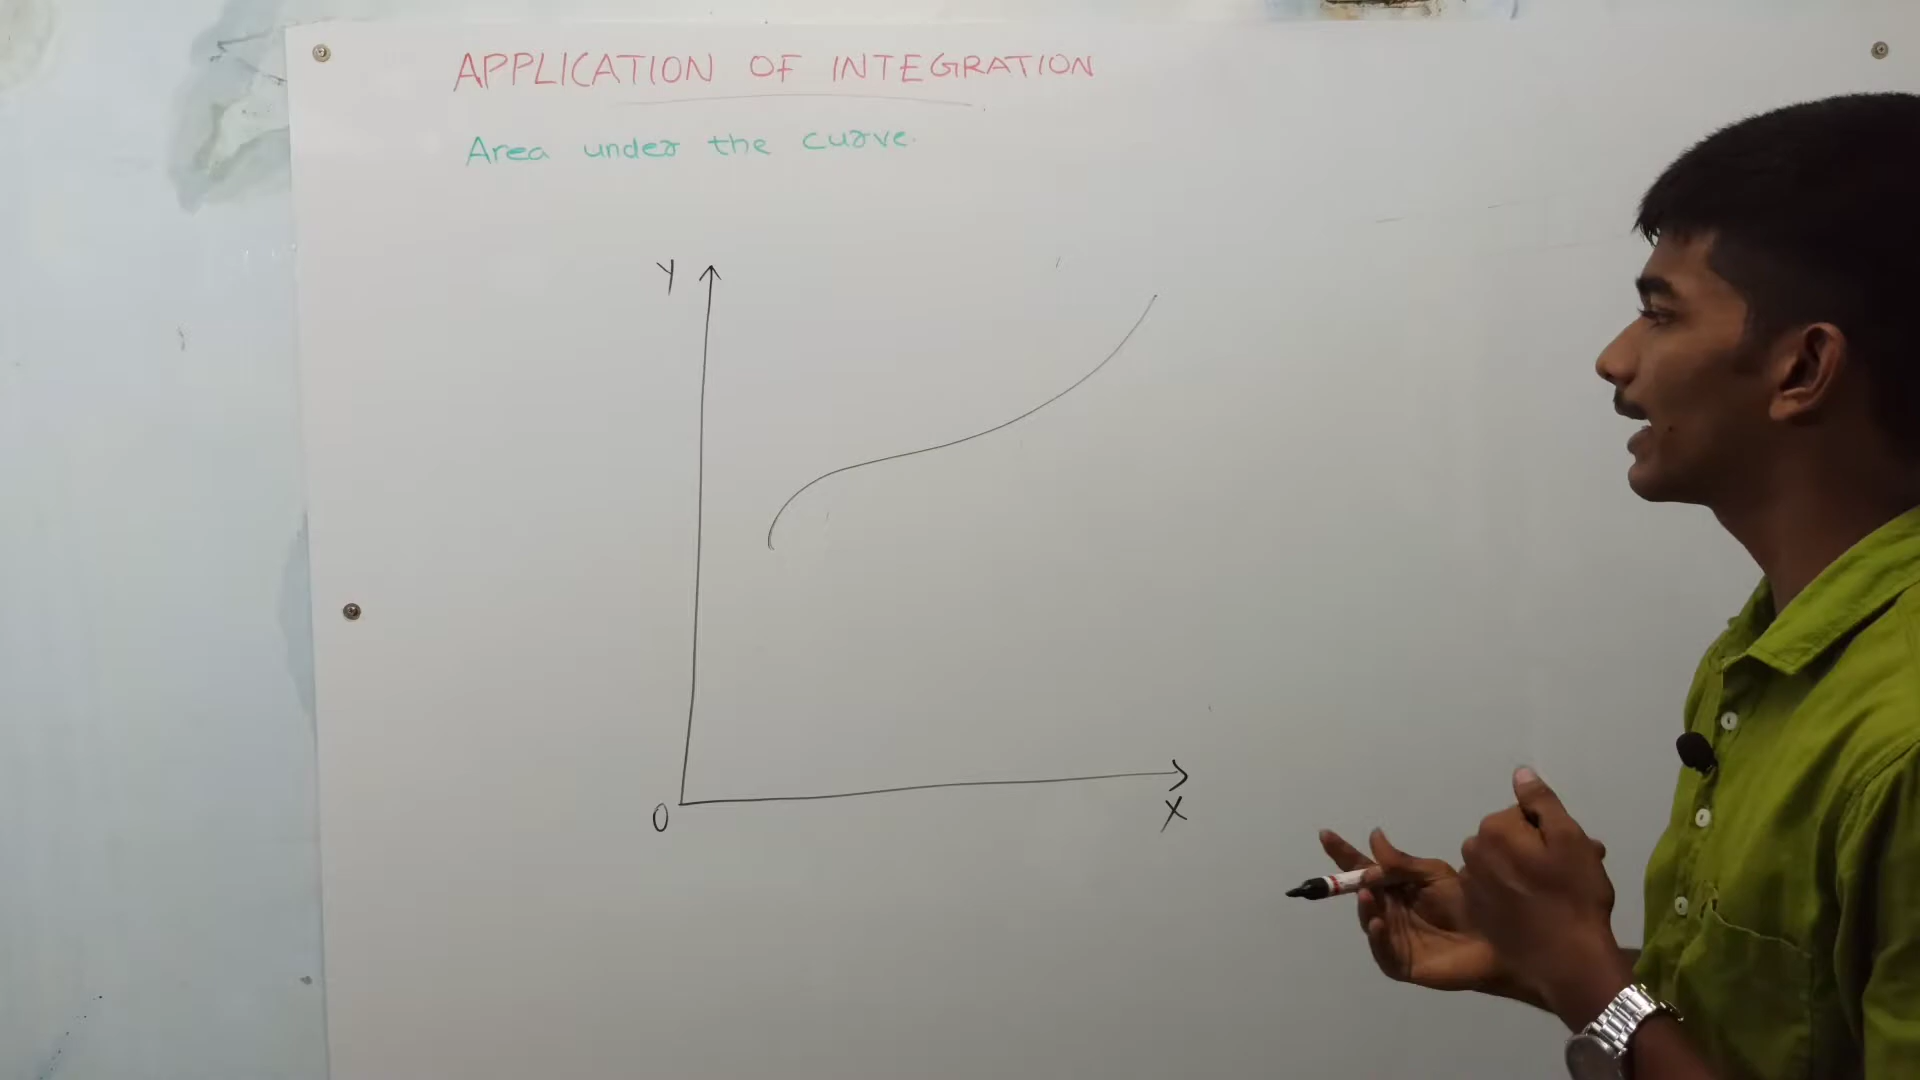 APPLICATION OF INTEGRATION
Area under the curve.
Y
O
X